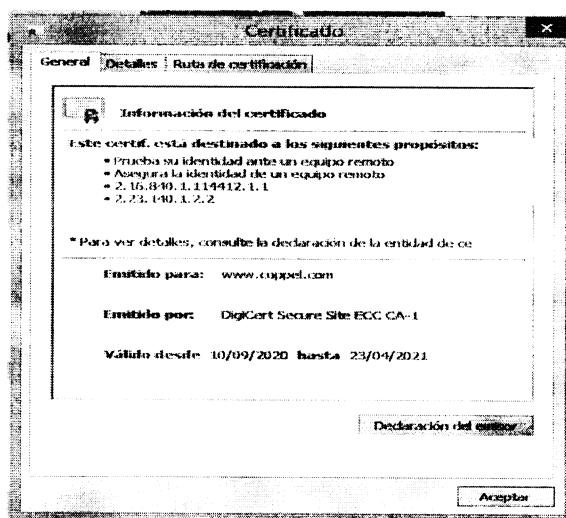 Certificado
General Detalles Ruta de certificación
Información del certificado
Este certif. está destinado a los siguientes propósitos:
• Prueba su identidad ante un equipo remoto
• Asegura la identidad de un equipo remoto
• 2.16.840.1.114412.1.1
• 2.23.140.1.2.2
* Para ver detalles, consulte la declaración de la entidad de ce
Emitido para: www.coppel.com
Emitido por: DigiCert Secure Site ECC CA-1
Válido desde 10/09/2020 hasta 23/04/2021
Declaración del emisor
Aceptar